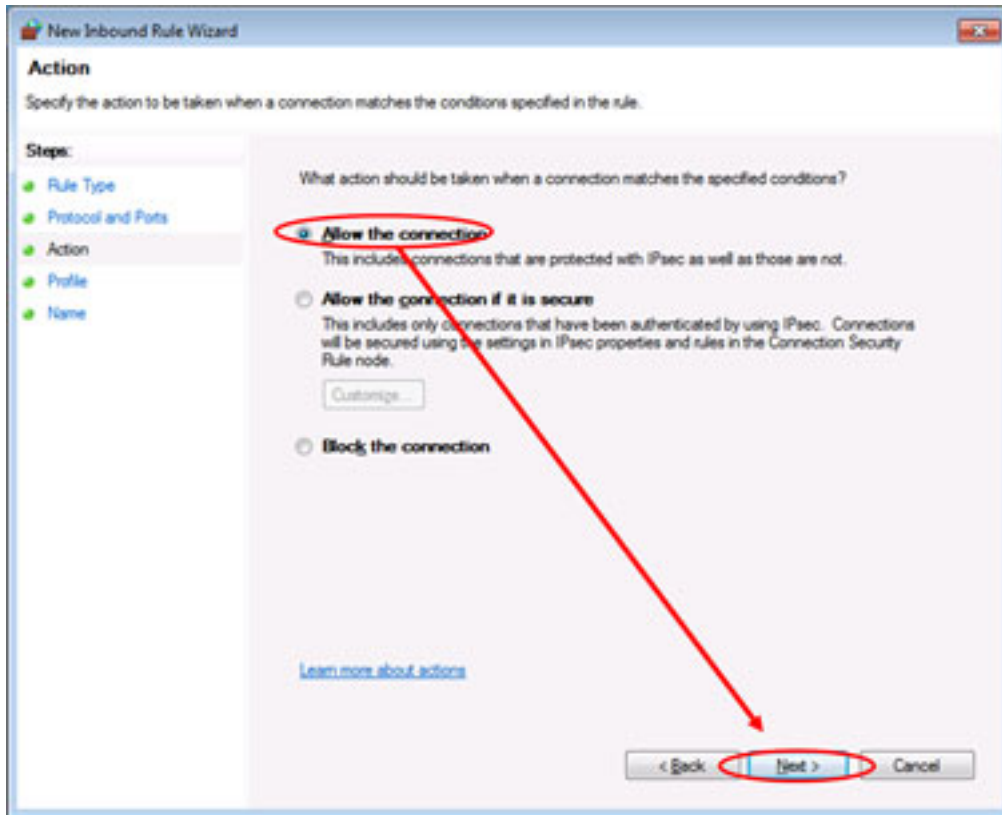 New Inbound Rule Wizard
Action
Specify the action to be taken when a connection matches the conditions specified in the rule.
Steps:
Rule Type
Protocol and Ports
Action
Profile
Name
What action should be taken when a connection matches the specified conditions?
Allow the connection
This includes connections that are protected with IPsec as well as those are not.
Allow the connection if it is secure
This includes only connections that have been authenticated by using IPsec. Connections
will be secured using the settings in IPsec properties and rules in the Connection Security
Rule node.
Customize...
Block the connection
Learn more about actions
< Back
Next >
Cancel